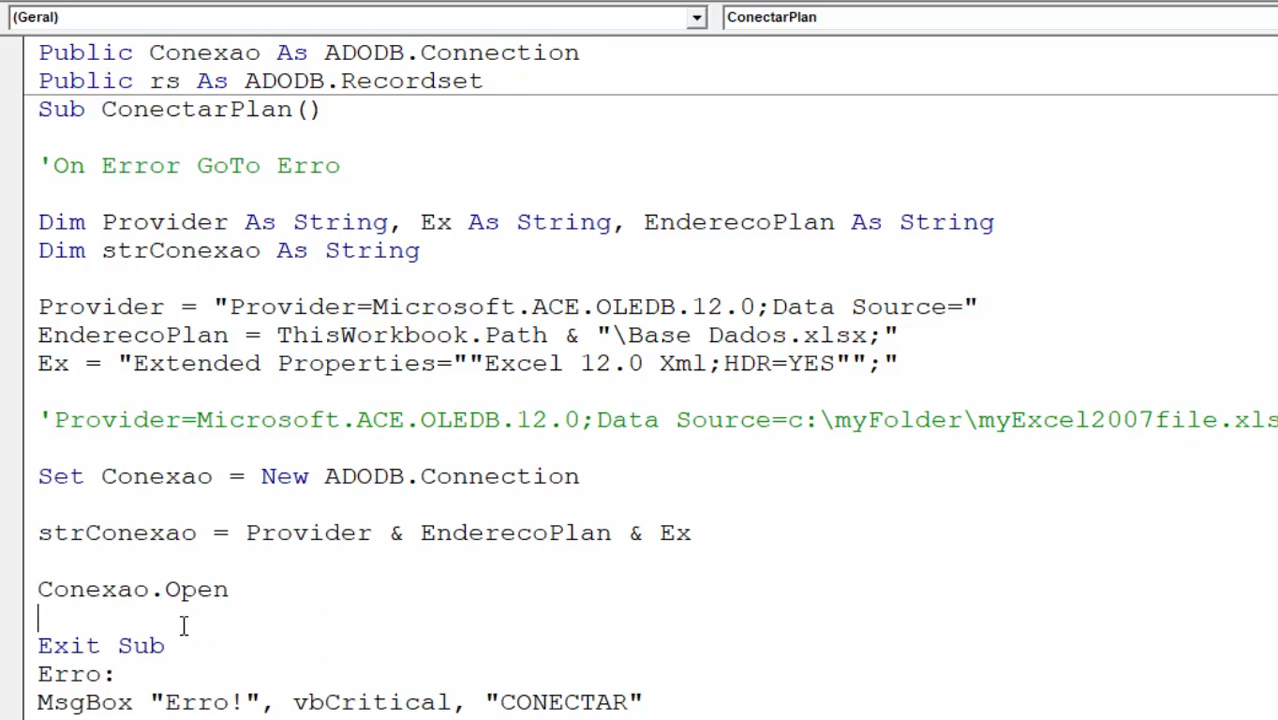 (Geral)
ConectarPlan
Public Conexao As ADODB.Connection
Public rs As ADODB.Recordset
Sub ConectarPlan()
'On Error GoTo Erro
Dim Provider As String, Ex As String, EnderecoPlan As String
Dim strConexao As String
Provider = "Provider=Microsoft.ACE.OLEDB.12.0;Data Source="
EnderecoPlan = ThisWorkbook.Path & "\Base Dados.xlsx;"
Ex = "Extended Properties=""Excel 12.0 Xml;HDR=YES"";"
'Provider=Microsoft.ACE.OLEDB.12.0;Data Source=c:\myFolder\myExcel2007file.xls
Set Conexao = New ADODB.Connection
strConexao = Provider & EnderecoPlan & Ex
Conexao.Open
Exit Sub
Erro:
MsgBox "Erro!", vbCritical, "CONECTAR"